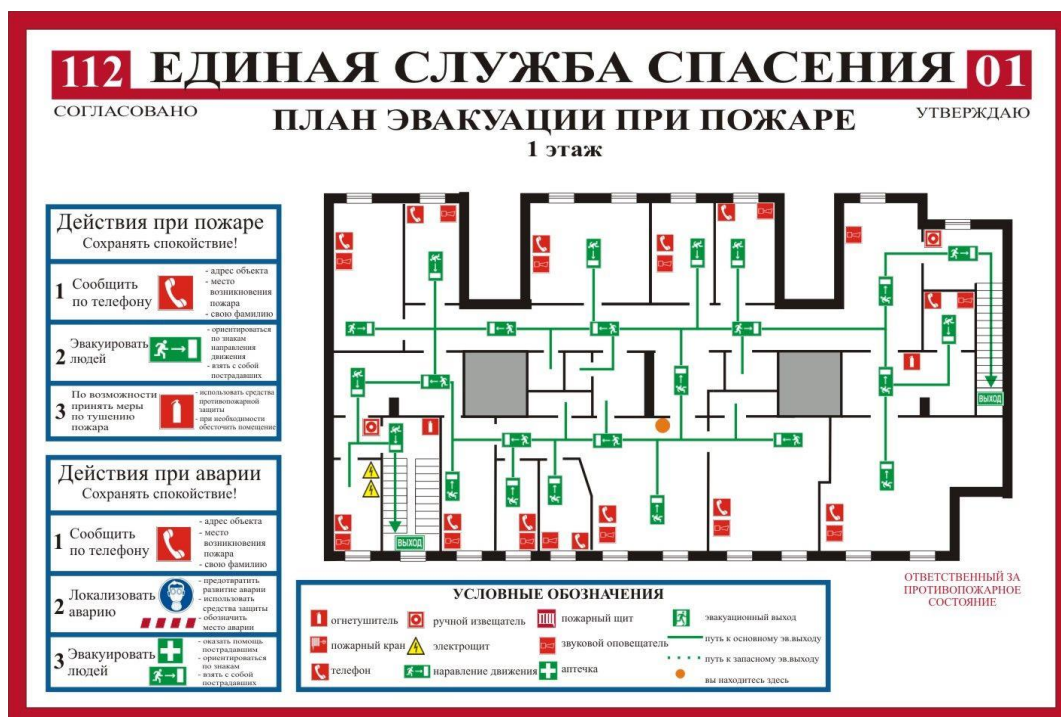 112 ЕДИНАЯ СЛУЖБА СПАСЕНИЯ 01
СОГЛАСОВАНО
УТВЕРЖДАЮ
ПЛАН ЭВАКУАЦИИ ПРИ ПОЖАРЕ
1 этаж
Действия при пожаре
Сохранять спокойствие!
1 Сообщить
по телефону
- адрес объекта
- место
возникновения
пожара
- свою фамилию
2 Эвакуировать
людей
- ориентироваться
по знакам
направления
движения
- взять с собой
пострадавших
3 По возможности
принять меры
по тушению
пожара
- использовать средства
противопожарной
защиты
- при необходимости
обесточить помещение
Действия при аварии
Сохранять спокойствие!
1 Сообщить
по телефону
- адрес объекта
- место
возникновения
пожара
- свою фамилию
2 Локализовать
аварию
- предотвратить
развитие аварии
- использовать
средства защиты
- обозначить
место аварии
3 Эвакуировать
людей
- оказать помощь
пострадавшим
- ориентироваться
по знакам
- взять с собой
пострадавших
ВЫХОД
ВЫХОД
ОТВЕТСТВЕННЫЙ ЗА
ПРОТИВОПОЖАРНОЕ
СОСТОЯНИЕ
УСЛОВНЫЕ ОБОЗНАЧЕНИЯ
огнетушитель
ручной извещатель
пожарный щит
эвакуационный выход
пожарный кран
электрощит
звуковой оповещатель
путь к основному эв.выходу
телефон
наравление движения
аптечка
путь к запасному эв.выходу
вы находитесь здесь